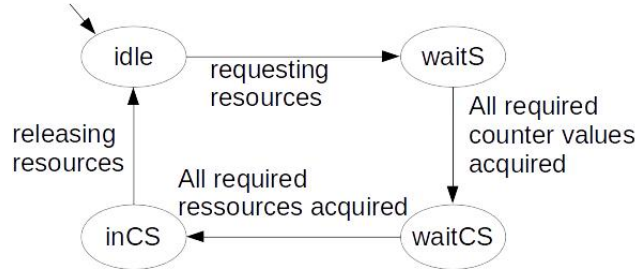 idle
waitS
requesting
resources
All required
counter values
acquired
releasing
resources
All required
ressources acquired
inCS
waitCS